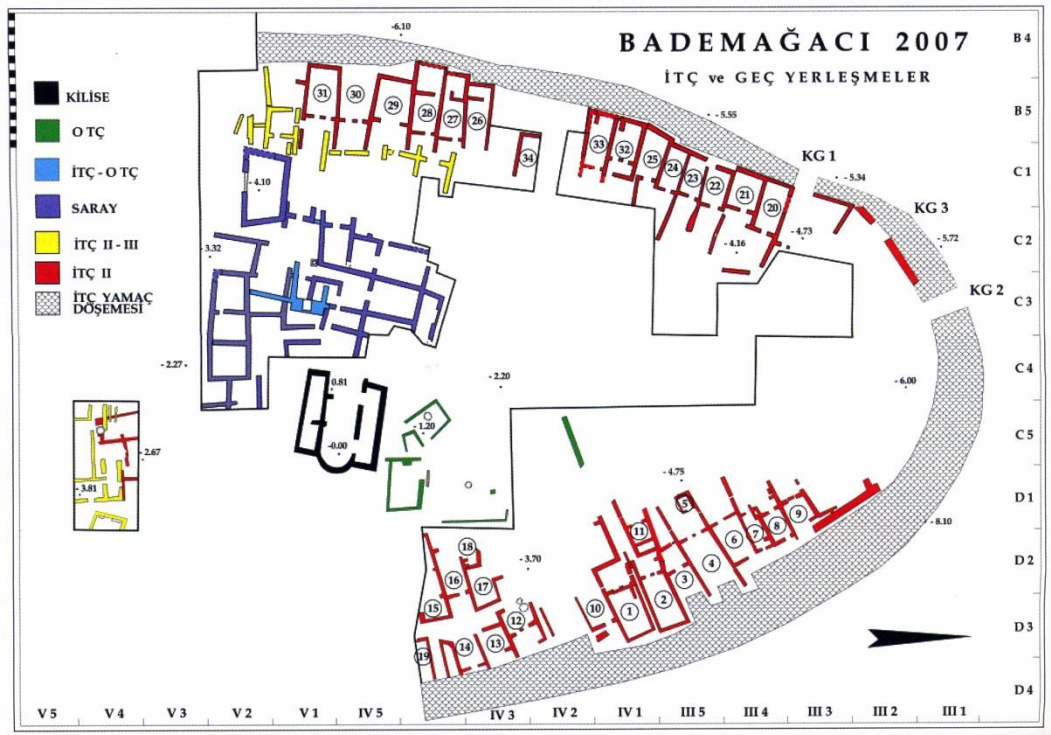 BADEMAĞACI 2007
İTÇ ve GEÇ YERLEŞMELER
KİLİSE
O TÇ
İTÇ - O TÇ
SARAY
İTÇ II - III
İTÇ II
İTÇ YAMAÇ
DÖŞEMESİ
-6.10
- 5.55
KG 1
- 5.34
KG 3
- 5.72
KG 2
31
30
29
28
27
26
34
33
32
25
24
23
22
21
20
- 4.10
- 4.73
- 4.16
- 3.32
- 2.27
0.81
-0.00
- 2.20
- 1.20
- 6.00
- 2.67
- 3.81
- 4.75
- 8.10
- 3.70
5
9
8
7
6
11
4
3
2
1
10
18
16
17
15
12
13
14
19
B 4
B 5
C 1
C 2
C 3
C 4
C 5
D 1
D 2
D 3
D 4
V 5
V 4
V 3
V 2
V 1
IV 5
IV 3
IV 2
IV 1
III 5
III 4
III 3
III 2
III 1